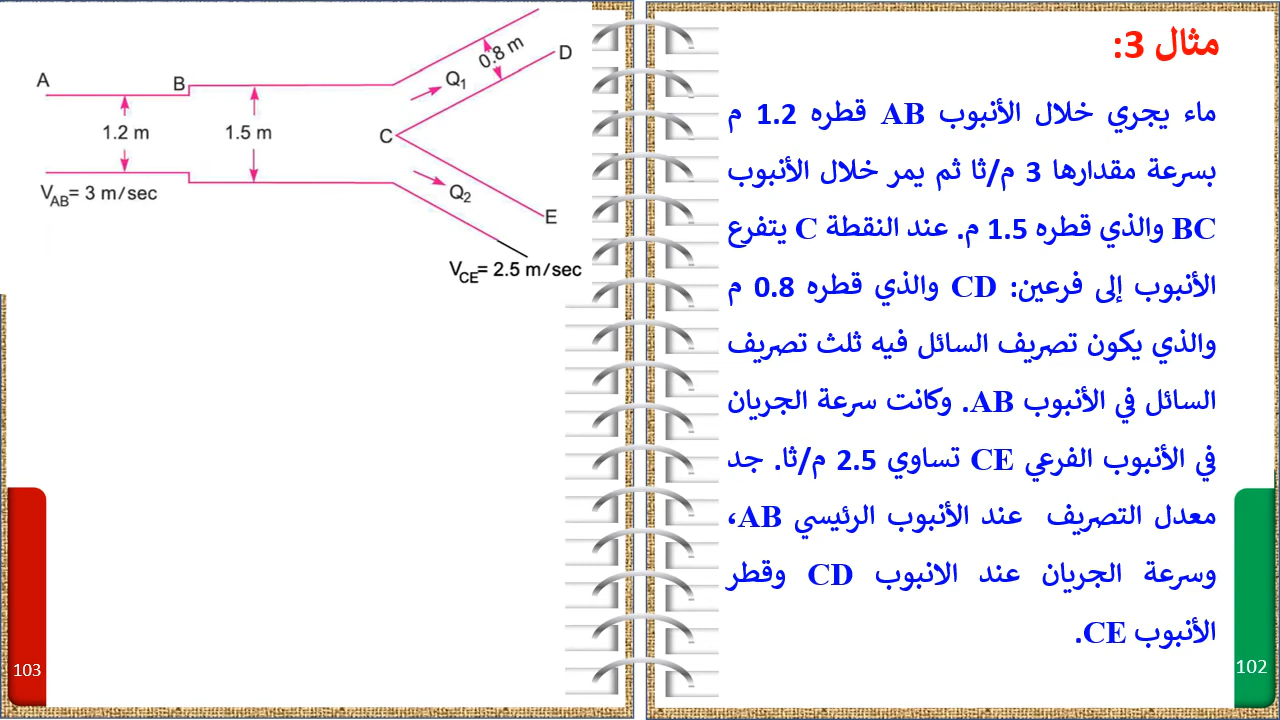 مثال 3:
ماء يجري خلال الأنبوب AB قطره 1.2 م
بسرعة مقدارها 3 م/ثا ثم يمر خلال الأنبوب
BC والذي قطره 1.5 م. عند النقطة C يتفرع
الأنبوب إلى فرعين: CD والذي قطره 0.8 م
والذي يكون تصريف السائل فيه ثلث تصريف
السائل في الأنبوب AB. وكانت سرعة الجريان
في الأنبوب الفرعي CE تساوي 2.5 م/ثا. جد
معدل التصريف عند الأنبوب الرئيسي AB،
وسرعة الجريان عند الانبوب CD وقطر
الأنبوب CE.
102
A
B
1.2 m
1.5 m
V_AB= 3 m/sec
C
Q₁
0.8 m
D
Q₂
E
V_CE= 2.5 m/sec
103